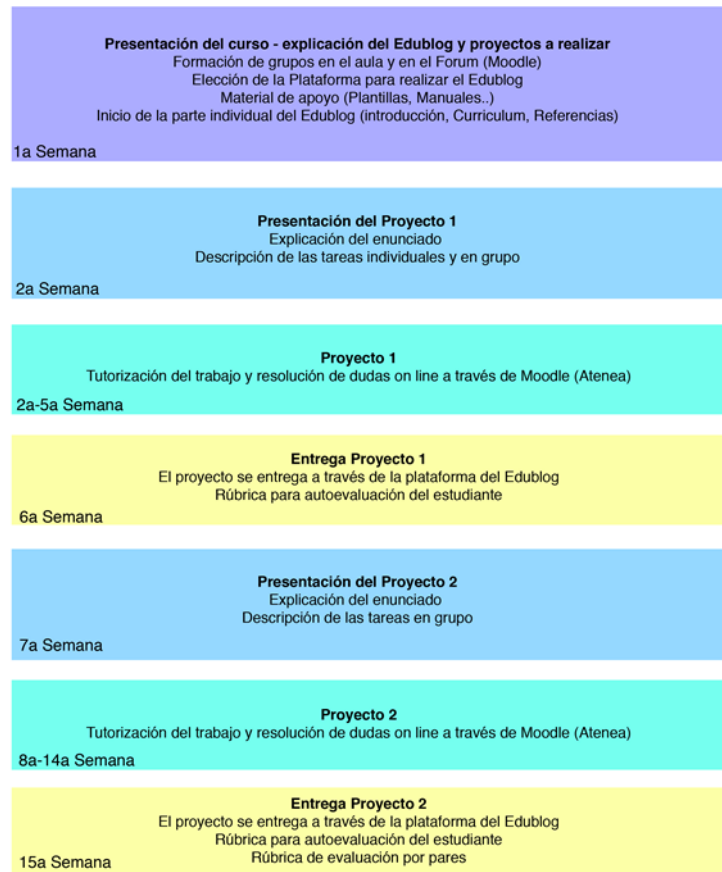 Presentación del curso - explicación del Edublog y proyectos a realizar
Formación de grupos en el aula y en el Forum (Moodle)
Elección de la Plataforma para realizar el Edublog
Material de apoyo (Plantillas, Manuales..)
Inicio de la parte individual del Edublog (introducción, Curriculum, Referencias)
1a Semana
Presentación del Proyecto 1
Explicación del enunciado
Descripción de las tareas individuales y en grupo
2a Semana
Proyecto 1
Tutorización del trabajo y resolución de dudas on line a través de Moodle (Atenea)
2a-5a Semana
Entrega Proyecto 1
El proyecto se entrega a través de la plataforma del Edublog
Rúbrica para autoevaluación del estudiante
6a Semana
Presentación del Proyecto 2
Explicación del enunciado
Descripción de las tareas en grupo
7a Semana
Proyecto 2
Tutorización del trabajo y resolución de dudas on line a través de Moodle (Atenea)
8a-14a Semana
Entrega Proyecto 2
El proyecto se entrega a través de la plataforma del Edublog
Rúbrica para autoevaluación del estudiante
Rúbrica de evaluación por pares
15a Semana